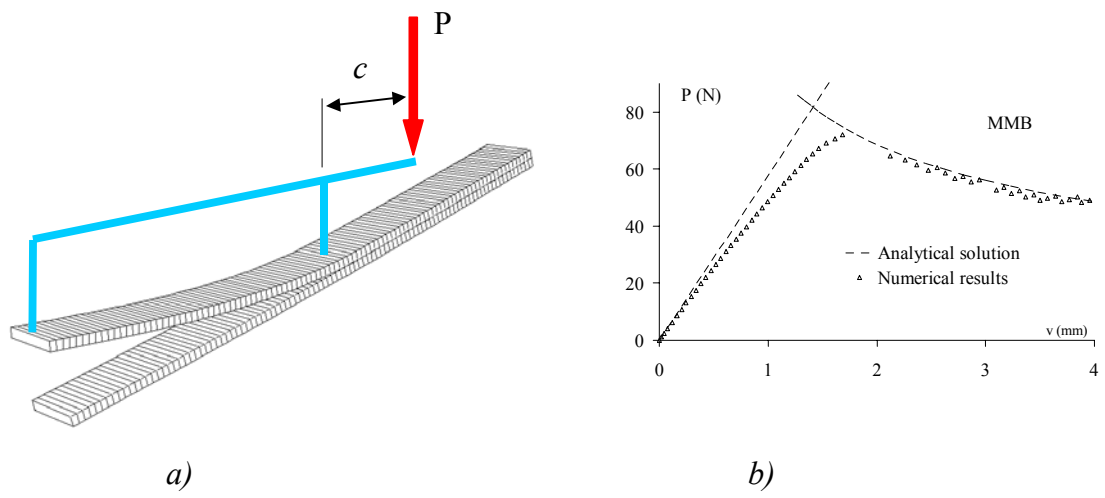 P
c
P (N)
80
60
40
20
0
MMB
Analytical solution
Numerical results
v (mm)
0
1
2
3
4
a)
b)